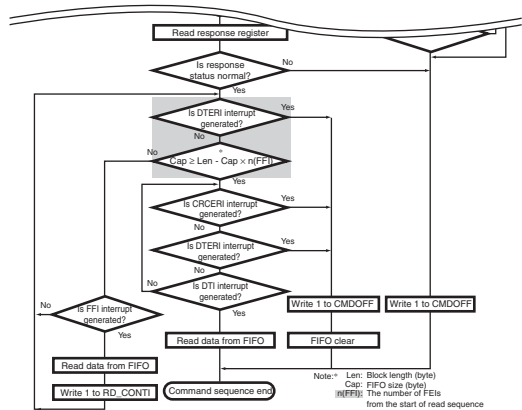 Read response register
Is response
status normal?
No
Yes
Is DTERI interrupt
generated?
Yes
No
*
Cap ≥ Len - Cap × n(FFI)
No
Yes
Is CRCERI interrupt
generated?
Yes
No
Is DTERI interrupt
generated?
Yes
No
Is DTI interrupt
generated?
No
Yes
Is FFI interrupt
generated?
No
Yes
Write 1 to CMDOFF
Write 1 to CMDOFF
Read data from FIFO
FIFO clear
Read data from FIFO
Write 1 to RD_CONTI
Command sequence end
Note:* Len: Block length (byte)
Cap: FIFO size (byte)
n(FFI): The number of FEIs
from the start of read sequence